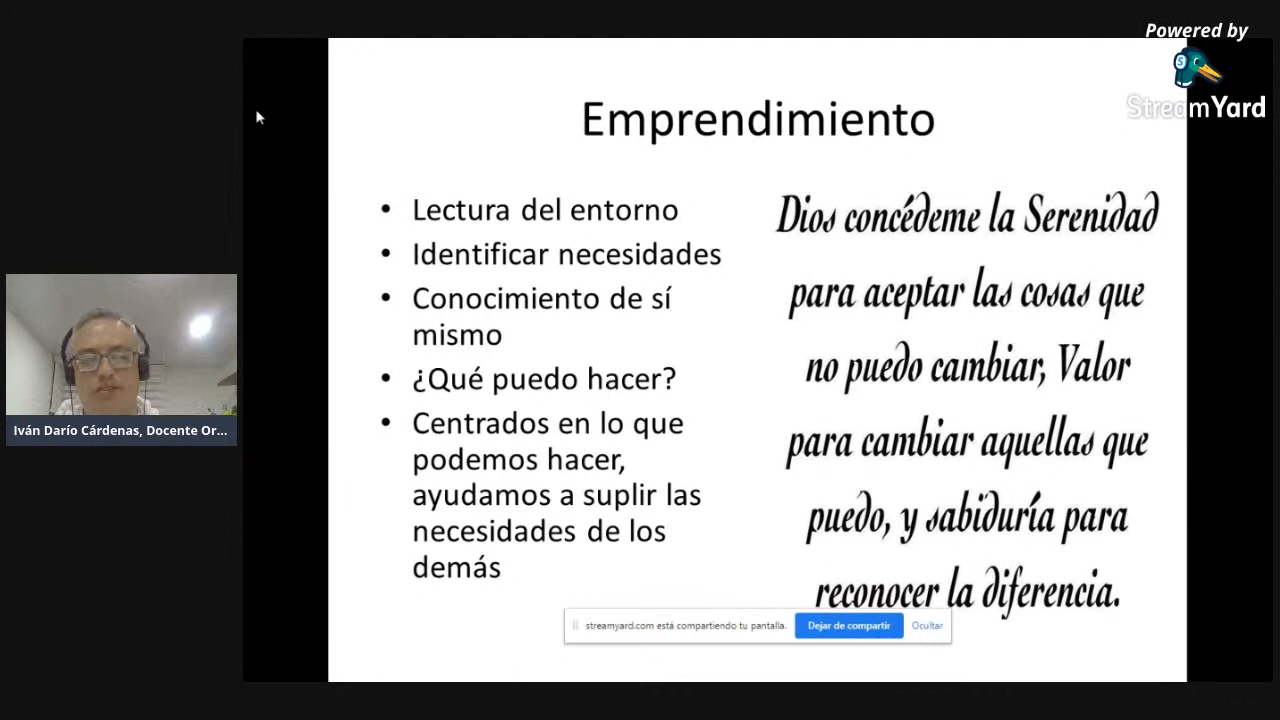 Powered by
StreamYard
Emprendimiento
• Lectura del entorno
• Identificar necesidades
• Conocimiento de sí
mismo
• ¿Qué puedo hacer?
• Centrados en lo que
podemos hacer,
ayudamos a suplir las
necesidades de los
demás
Dios concédeme la Serenidad
para aceptar las cosas que
no puedo cambiar, Valor
para cambiar aquellas que
puedo, y sabiduría para
reconocer la diferencia.
Iván Darío Cárdenas, Docente Or...
streamyard.com está compartiendo tu pantalla.
Dejar de compartir
Ocultar